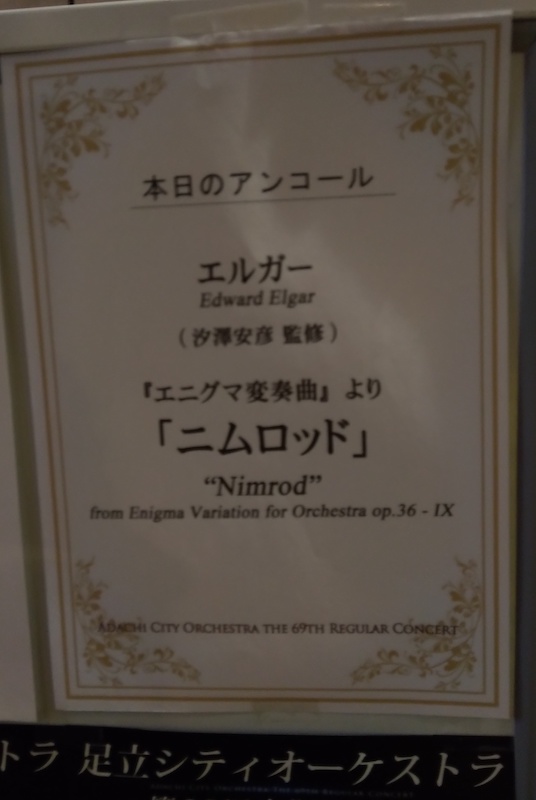 本日のアンコール
エルガー
Edward Elgar
（汐澤安彦 監修）
『エニグマ変奏曲』より
「ニムロッド」
“Nimrod”
from Enigma Variation for Orchestra op.36 - IX
ADACHI CITY ORCHESTRA THE 69TH REGULAR CONCERT
トラ 足立シティオーケストラ